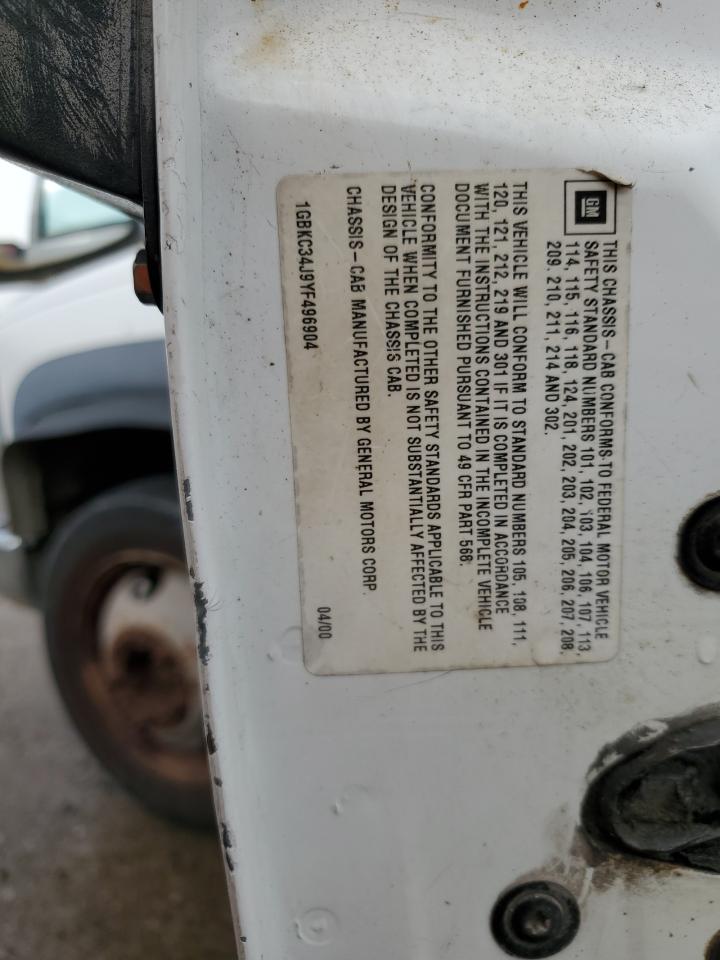 GM
THIS CHASSIS-CAB CONFORMS TO FEDERAL MOTOR VEHICLE
SAFETY STANDARD NUMBERS 101, 102, 103, 104, 106, 107, 113,
114, 115, 116, 118, 124, 201, 202, 203, 204, 205, 206, 207, 208,
209, 210, 211, 214 AND 302.
THIS VEHICLE WILL CONFORM TO STANDARD NUMBERS 105, 108, 111,
120, 121, 212, 219 AND 301 IF IT IS COMPLETED IN ACCORDANCE
WITH THE INSTRUCTIONS CONTAINED IN THE INCOMPLETE VEHICLE
DOCUMENT FURNISHED PURSUANT TO 49 CFR PART 568.
CONFORMITY TO THE OTHER SAFETY STANDARDS APPLICABLE TO THIS
VEHICLE WHEN COMPLETED IS NOT SUBSTANTIALLY AFFECTED BY THE
DESIGN OF THE CHASSIS CAB.
CHASSIS-CAB MANUFACTURED BY GENERAL MOTORS CORP.
04/00
1GBKC34J9YF496904